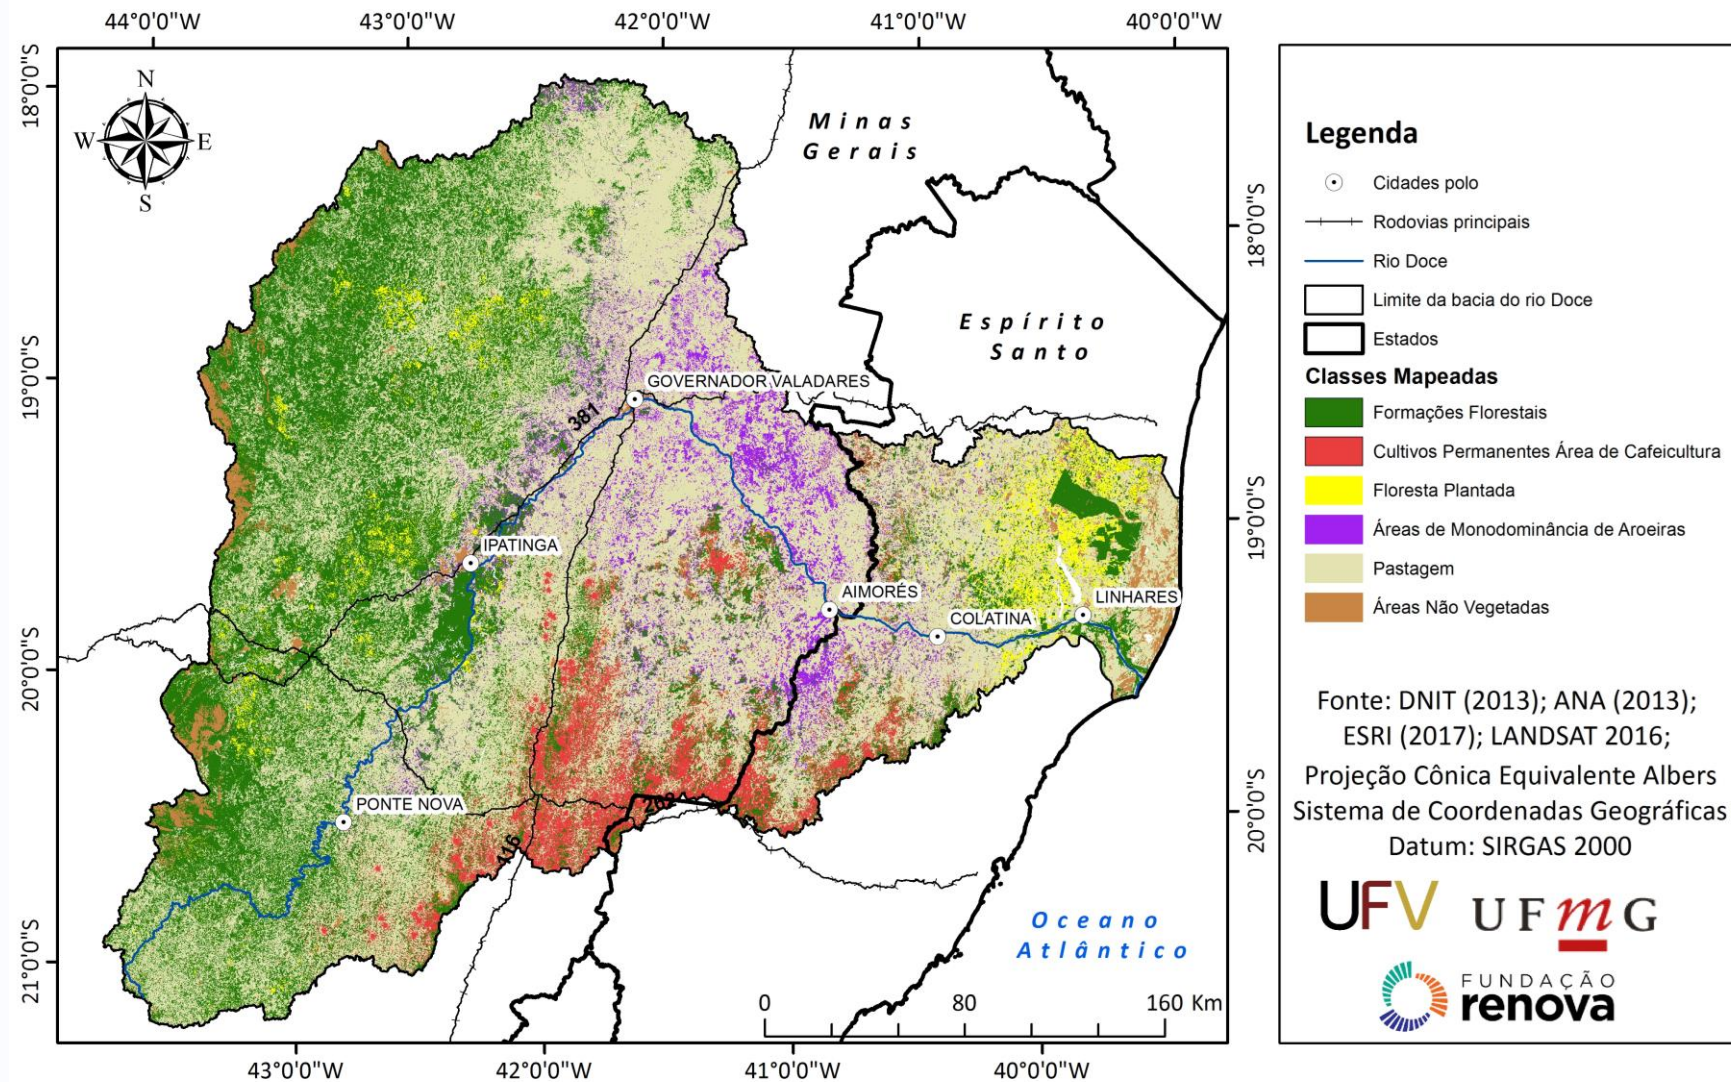 44°0'0"W
43°0'0"W
42°0'0"W
41°0'0"W
40°0'0"W
18°0'0"S
19°0'0"S
20°0'0"S
21°0'0"S
N
W
E
S
Minas
Gerais
Espírito
Santo
GOVERNADOR VALADARES
381
IPATINGA
AIMORÉS
COLATINA
LINHARES
PONTE NOVA
262
116
Oceano
Atlântico
0 80 160 Km
18°0'0"S
19°0'0"S
20°0'0"S
43°0'0"W
42°0'0"W
41°0'0"W
40°0'0"W
Legenda
Cidades polo
Rodovias principais
Rio Doce
Limite da bacia do rio Doce
Estados
Classes Mapeadas
Formações Florestais
Cultivos Permanentes Área de Cafeicultura
Floresta Plantada
Áreas de Monodominância de Aroeiras
Pastagem
Áreas Não Vegetadas
Fonte: DNIT (2013); ANA (2013);
ESRI (2017); LANDSAT 2016;
Projeção Cônica Equivalente Albers
Sistema de Coordenadas Geográficas
Datum: SIRGAS 2000
UFV
UFmG
FUNDAÇÃO
renova